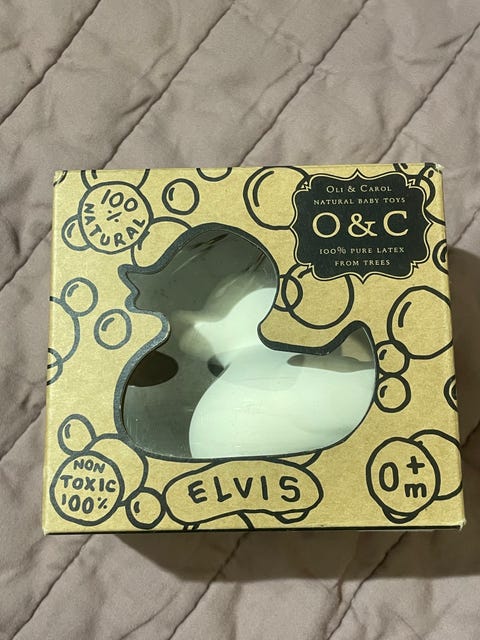 100
%
NATURAL
OLI & CAROL
NATURAL BABY TOYS
O & C
100% PURE LATEX
FROM TREES
NON
TOXIC
100%
ELVIS
0+
m